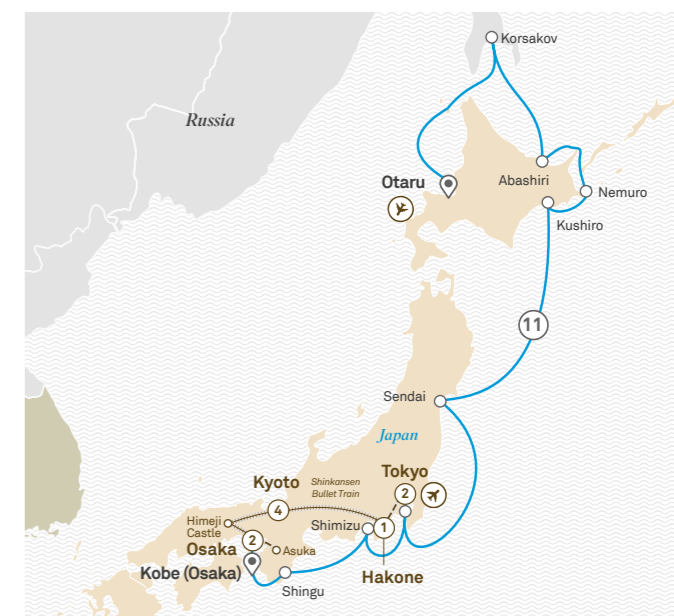 Korsakov
Russia
Otaru
Abashiri
Nemuro
Kushiro
11
Sendai
Japan
Tokyo
2
Kyoto
Shinkansen
Bullet Train
4
Himeji
Castle
Shimizu
1
2
Osaka
Asuka
Kobe (Osaka)
Hakone
Shingu